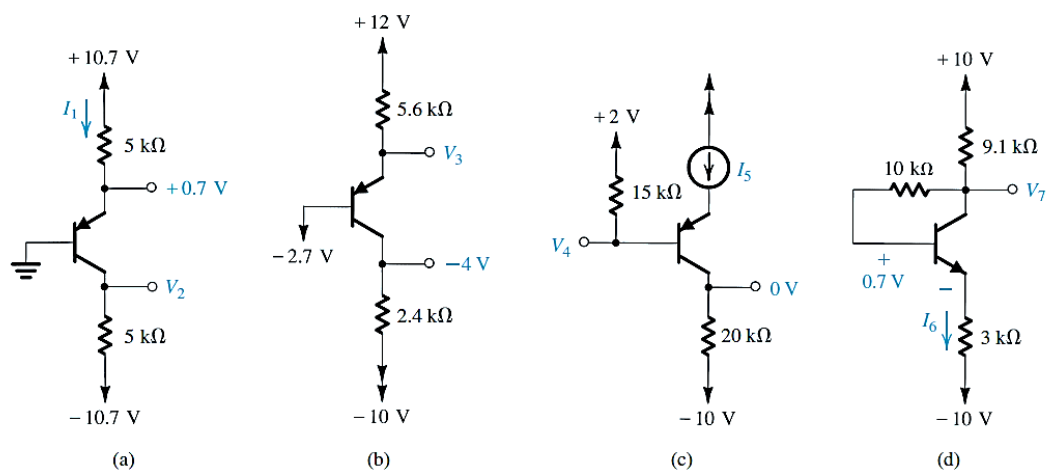 +10.7 V
I₁
5 kΩ
+0.7 V
V₂
5 kΩ
−10.7 V
(a)
+12 V
5.6 kΩ
V₃
−2.7 V
−4 V
2.4 kΩ
−10 V
(b)
+2 V
15 kΩ
I₅
V₄
0 V
20 kΩ
−10 V
(c)
+10 V
9.1 kΩ
10 kΩ
V₇
+
0.7 V
−
I₆
3 kΩ
−10 V
(d)